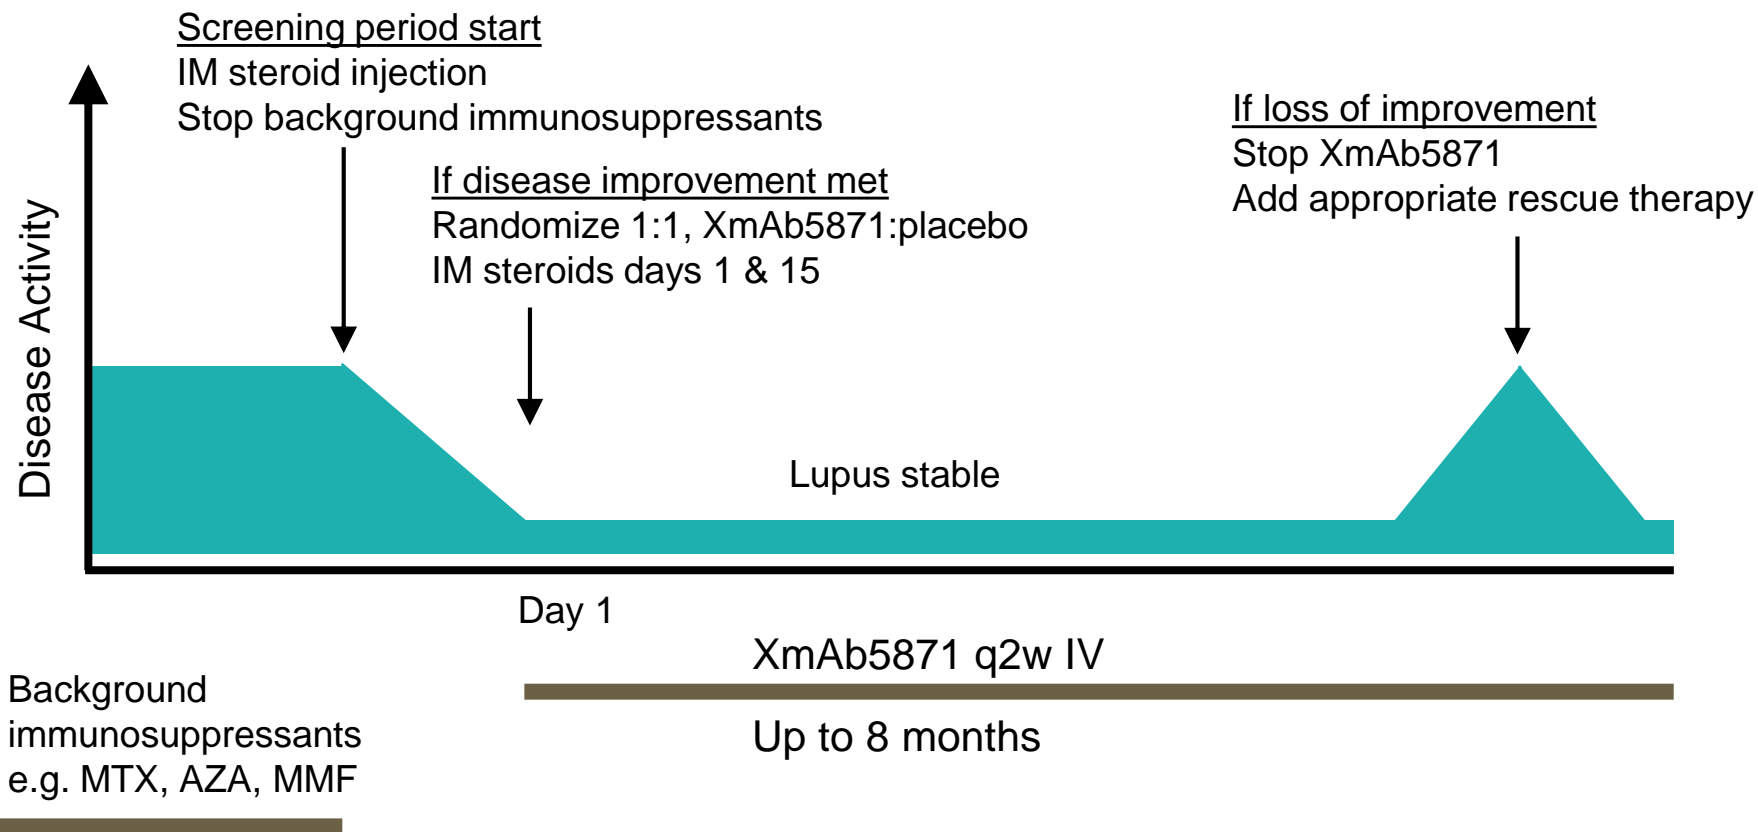 Screening period start
IM steroid injection
Stop background immunosuppressants
If loss of improvement
Stop XmAb5871
Add appropriate rescue therapy
If disease improvement met
Randomize 1:1, XmAb5871:placebo
IM steroids days 1 & 15
Disease Activity
Lupus stable
Day 1
XmAb5871 q2w IV
Up to 8 months
Background
immunosuppressants
e.g. MTX, AZA, MMF